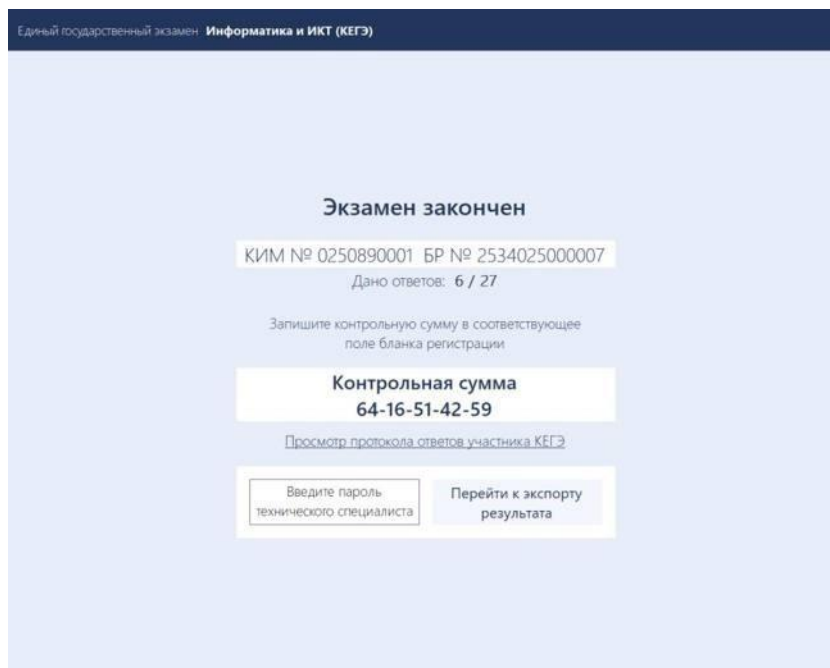 Единый государственный экзамен Информатика и ИКТ (КЕГЭ)
Экзамен закончен
КИМ № 0250890001 БР № 2534025000007
Дано ответов: 6 / 27
Запишите контрольную сумму в соответствующее
поле бланка регистрации
Контрольная сумма
64-16-51-42-59
Просмотр протокола ответов участника КЕГЭ
Введите пароль
технического специалиста
Перейти к экспорту
результата